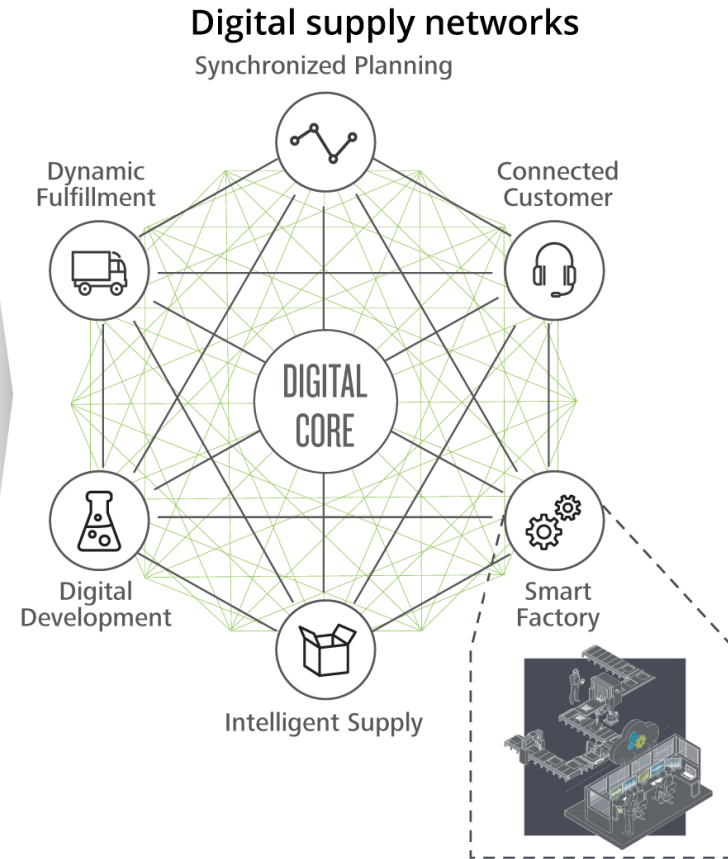 Digital supply networks
Synchronized Planning
Dynamic
Fulfillment
Connected
Customer
DIGITAL
CORE
Digital
Development
Smart
Factory
Intelligent Supply